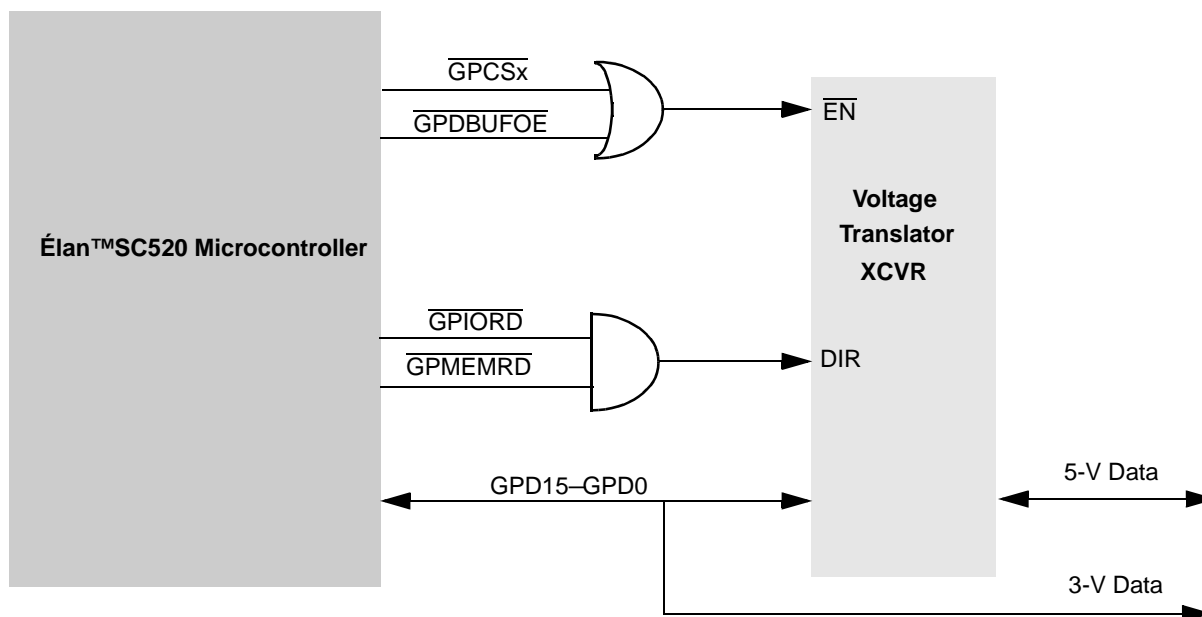 GPCSx
GPDBUFOE
EN
Voltage
Translator
XCVR
Élan™SC520 Microcontroller
GPIORD
GPMEMRD
DIR
GPD15–GPD0
5-V Data
3-V Data